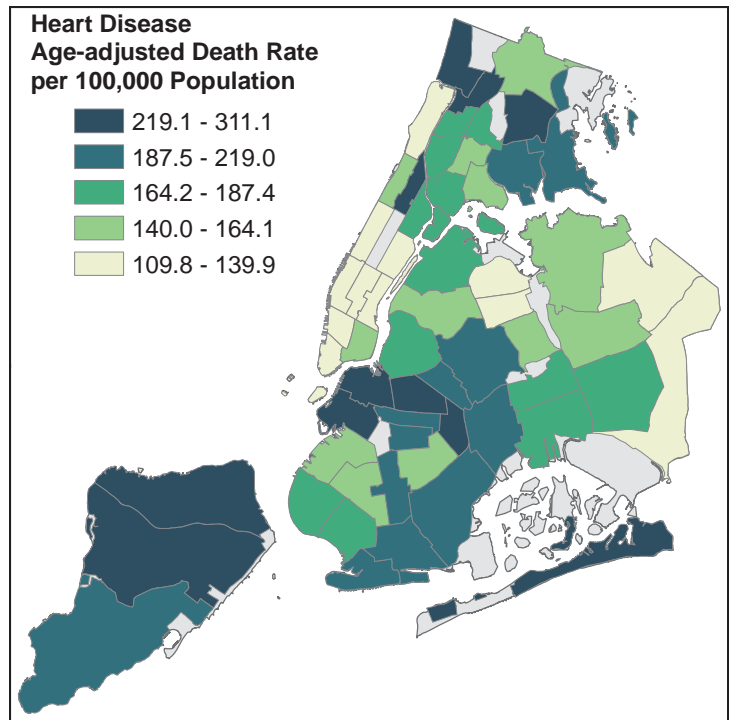 Heart Disease
Age-adjusted Death Rate
per 100,000 Population
219.1 - 311.1
187.5 - 219.0
164.2 - 187.4
140.0 - 164.1
109.8 - 139.9